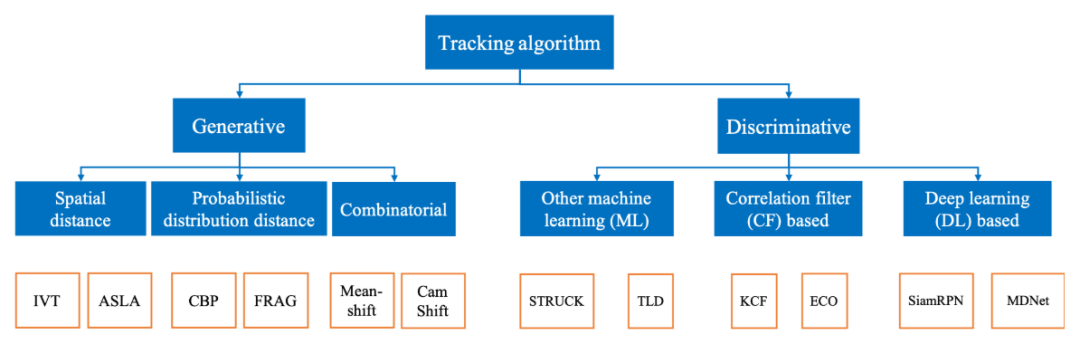 Tracking algorithm
Generative
Discriminative
Spatial
distance
Probabilistic
distribution distance
Combinatorial
Other machine
learning (ML)
Correlation filter
(CF) based
Deep learning
(DL) based
IVT
ASLA
CBP
FRAG
Mean-
shift
Cam
Shift
STRUCK
TLD
KCF
ECO
SiamRPN
MDNet